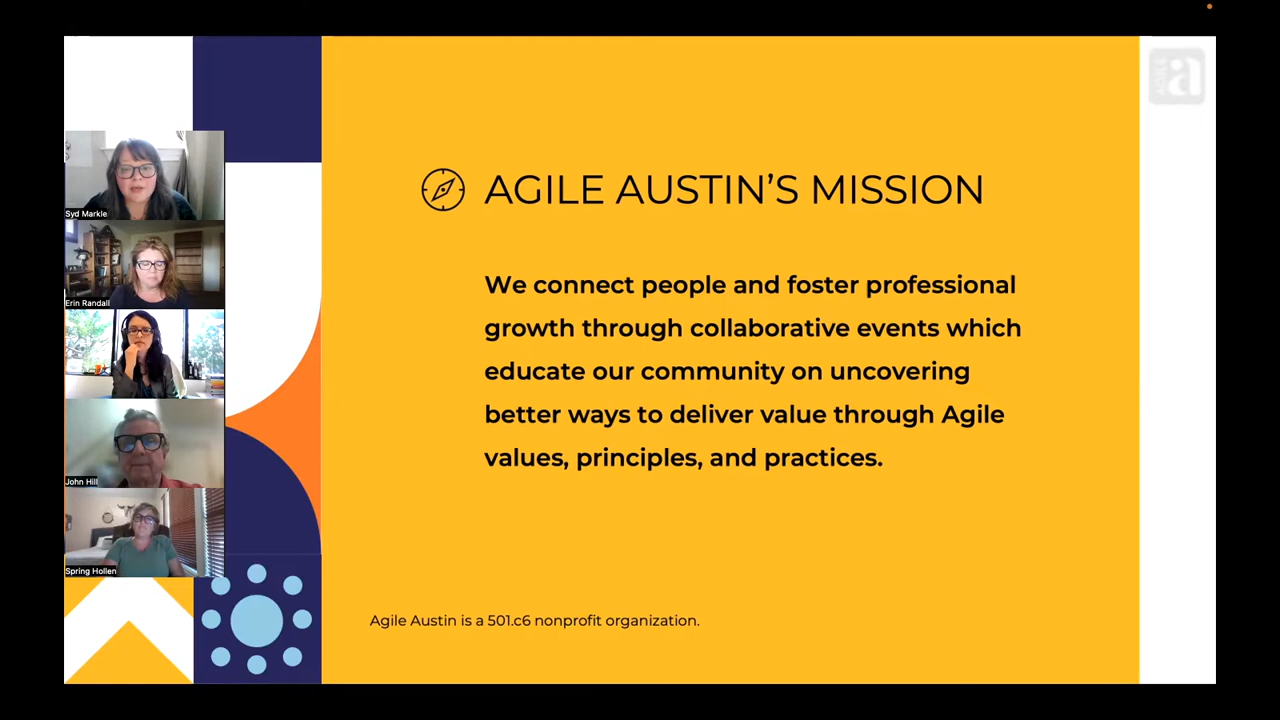 AGILE AUSTIN'S MISSION
We connect people and foster professional
growth through collaborative events which
educate our community on uncovering
better ways to deliver value through Agile
values, principles, and practices.
Agile Austin is a 501.c6 nonprofit organization.
Syd Markle
Erin Randall
John Hill
Spring Hollen